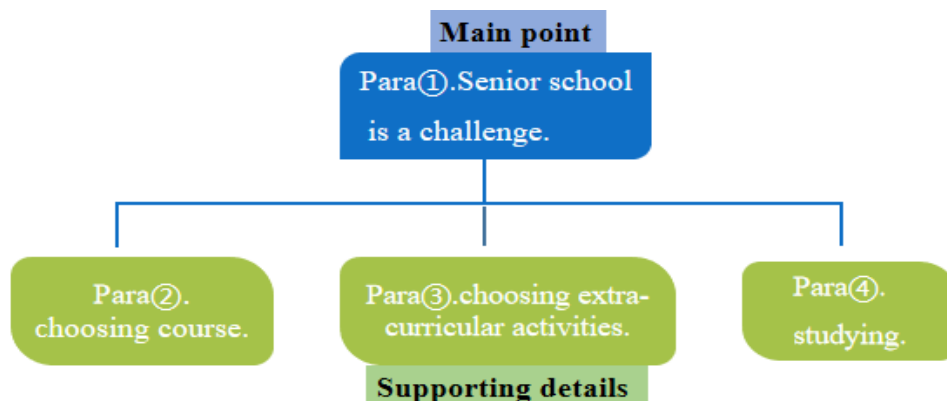 Main point
Para①.Senior school
is a challenge.
Para②.
choosing course.
Para③.choosing extra-
curricular activities.
Para④.
studying.
Supporting details